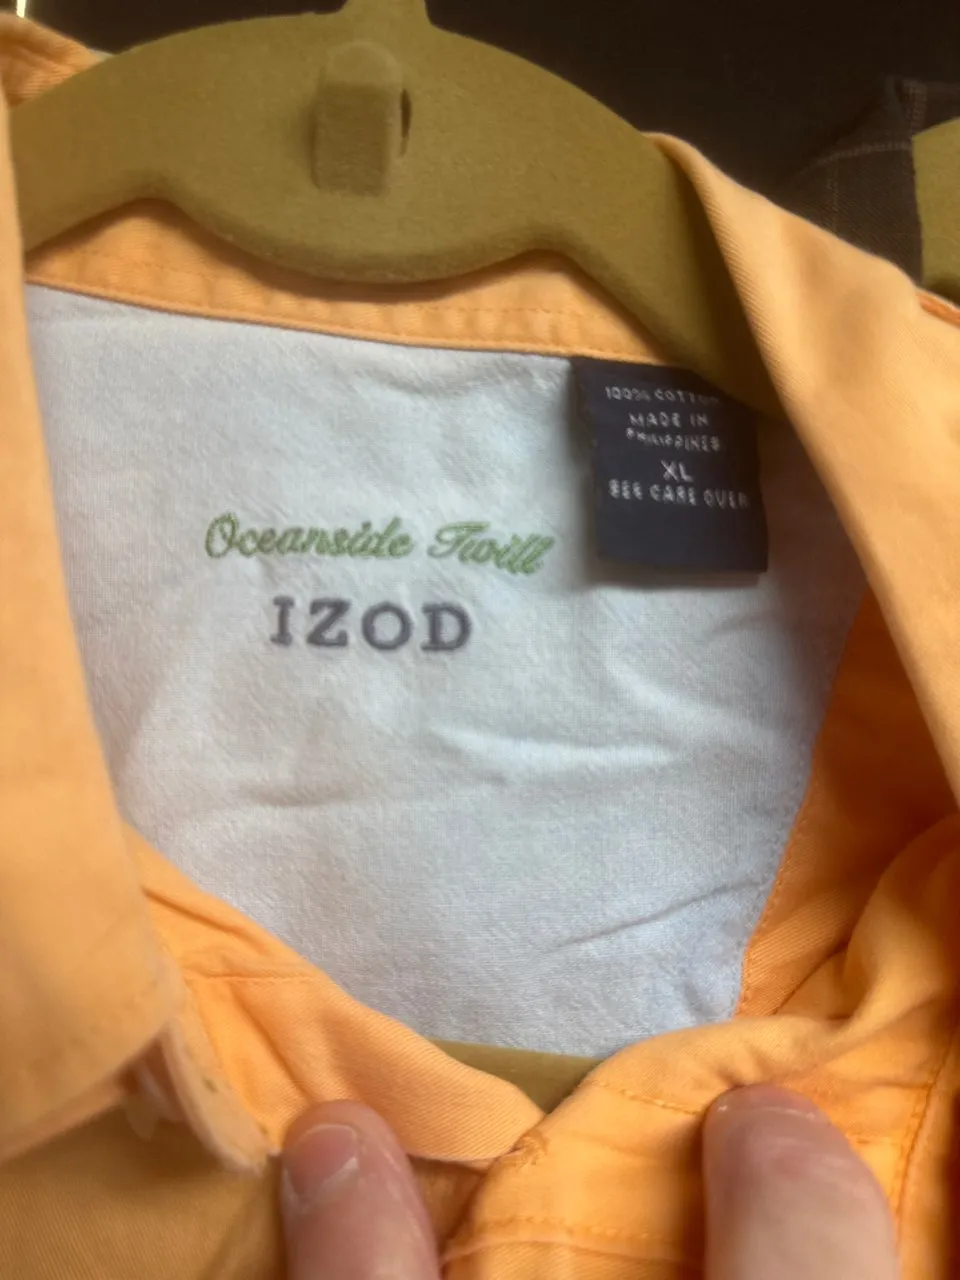 Oceanside Twill
IZOD
100% COTTON
MADE IN
PHILIPPINES
XL
SEE CARE OVER